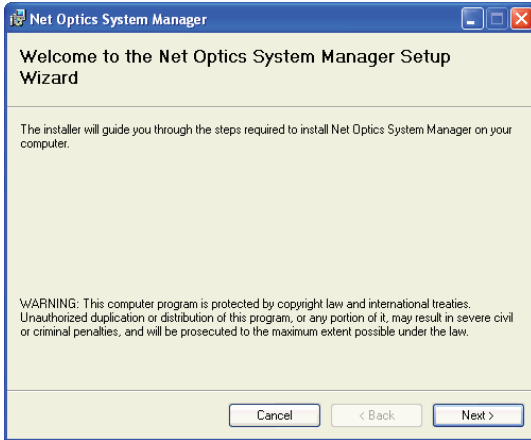 Net Optics System Manager
Welcome to the Net Optics System Manager Setup
Wizard
The installer will guide you through the steps required to install Net Optics System Manager on your
computer.
WARNING: This computer program is protected by copyright law and international treaties.
Unauthorized duplication or distribution of this program, or any portion of it, may result in severe civil
or criminal penalties, and will be prosecuted to the maximum extent possible under the law.
Cancel < Back Next >